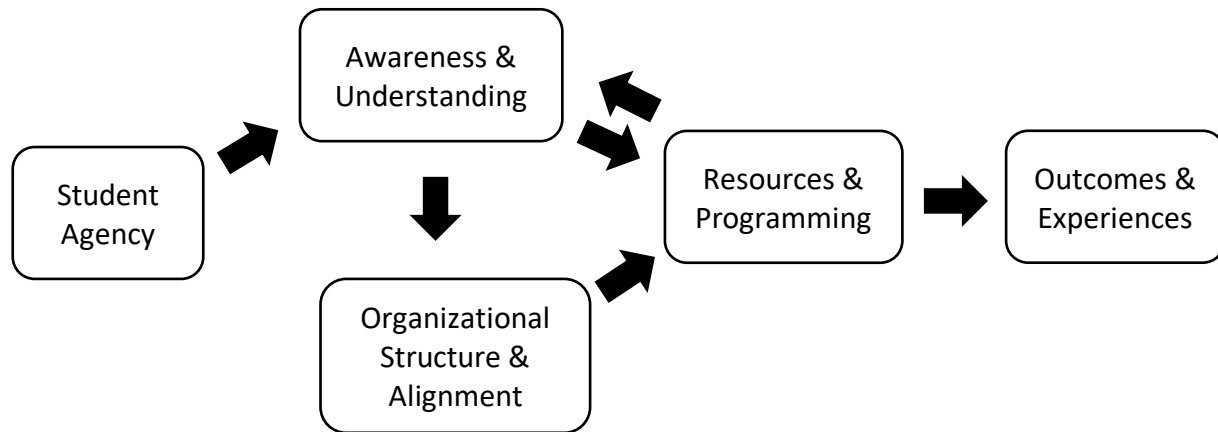 Student
Agency
Awareness &
Understanding
Organizational
Structure &
Alignment
Resources &
Programming
Outcomes &
Experiences